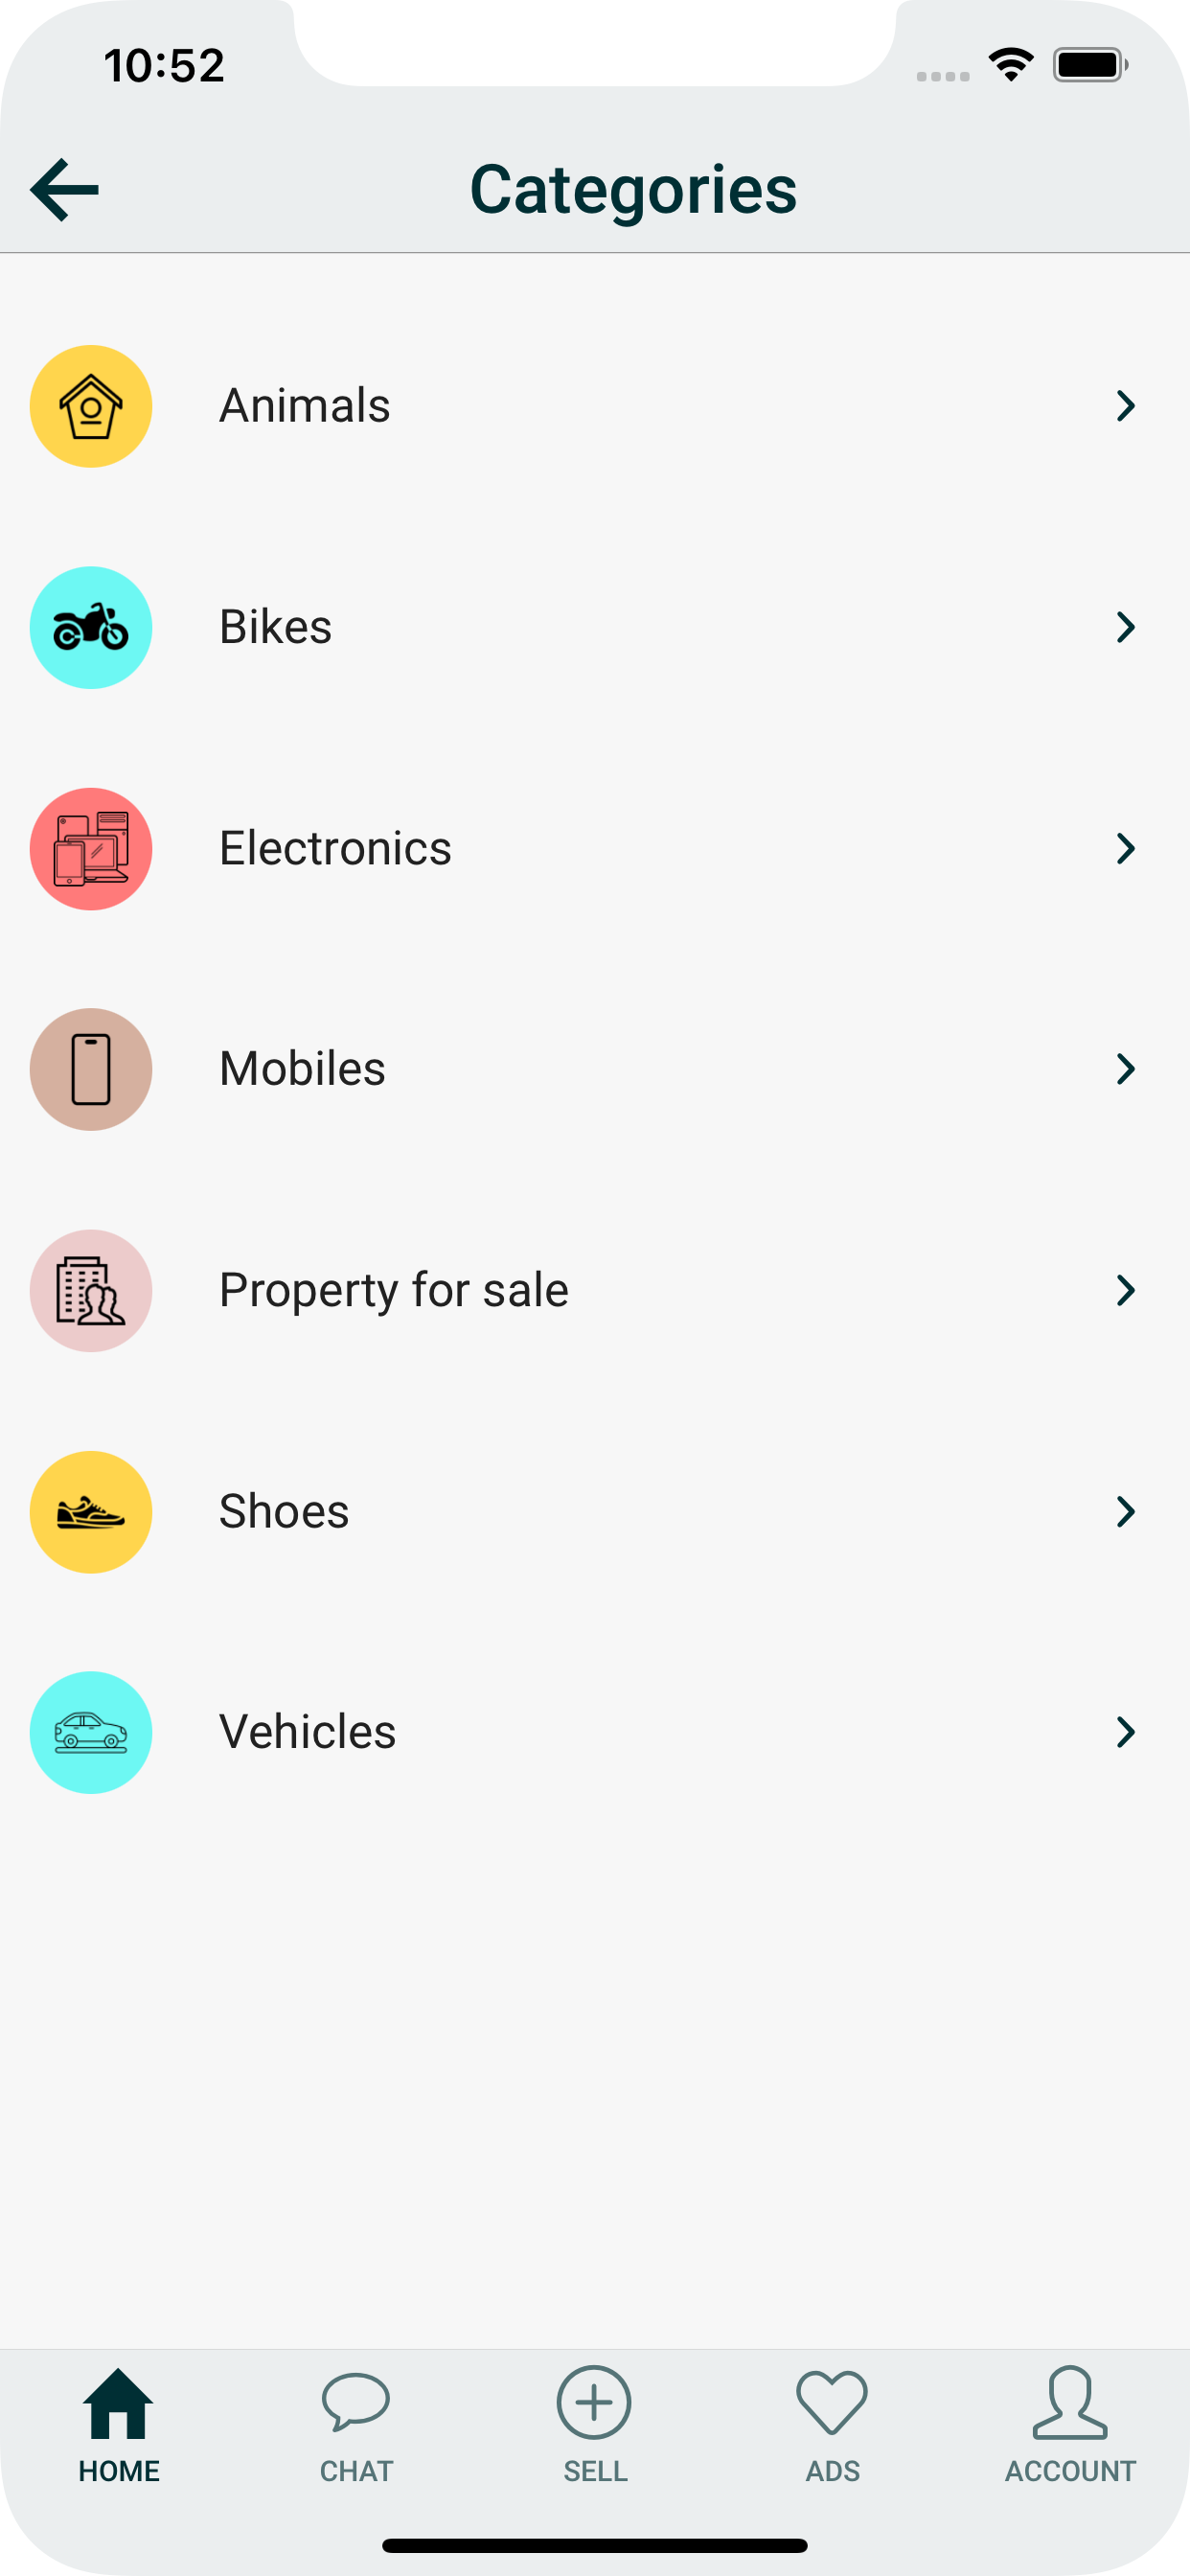 10:52
Categories
Animals
Bikes
Electronics
Mobiles
Property for sale
Shoes
Vehicles
HOME
CHAT
SELL
ADS
ACCOUNT